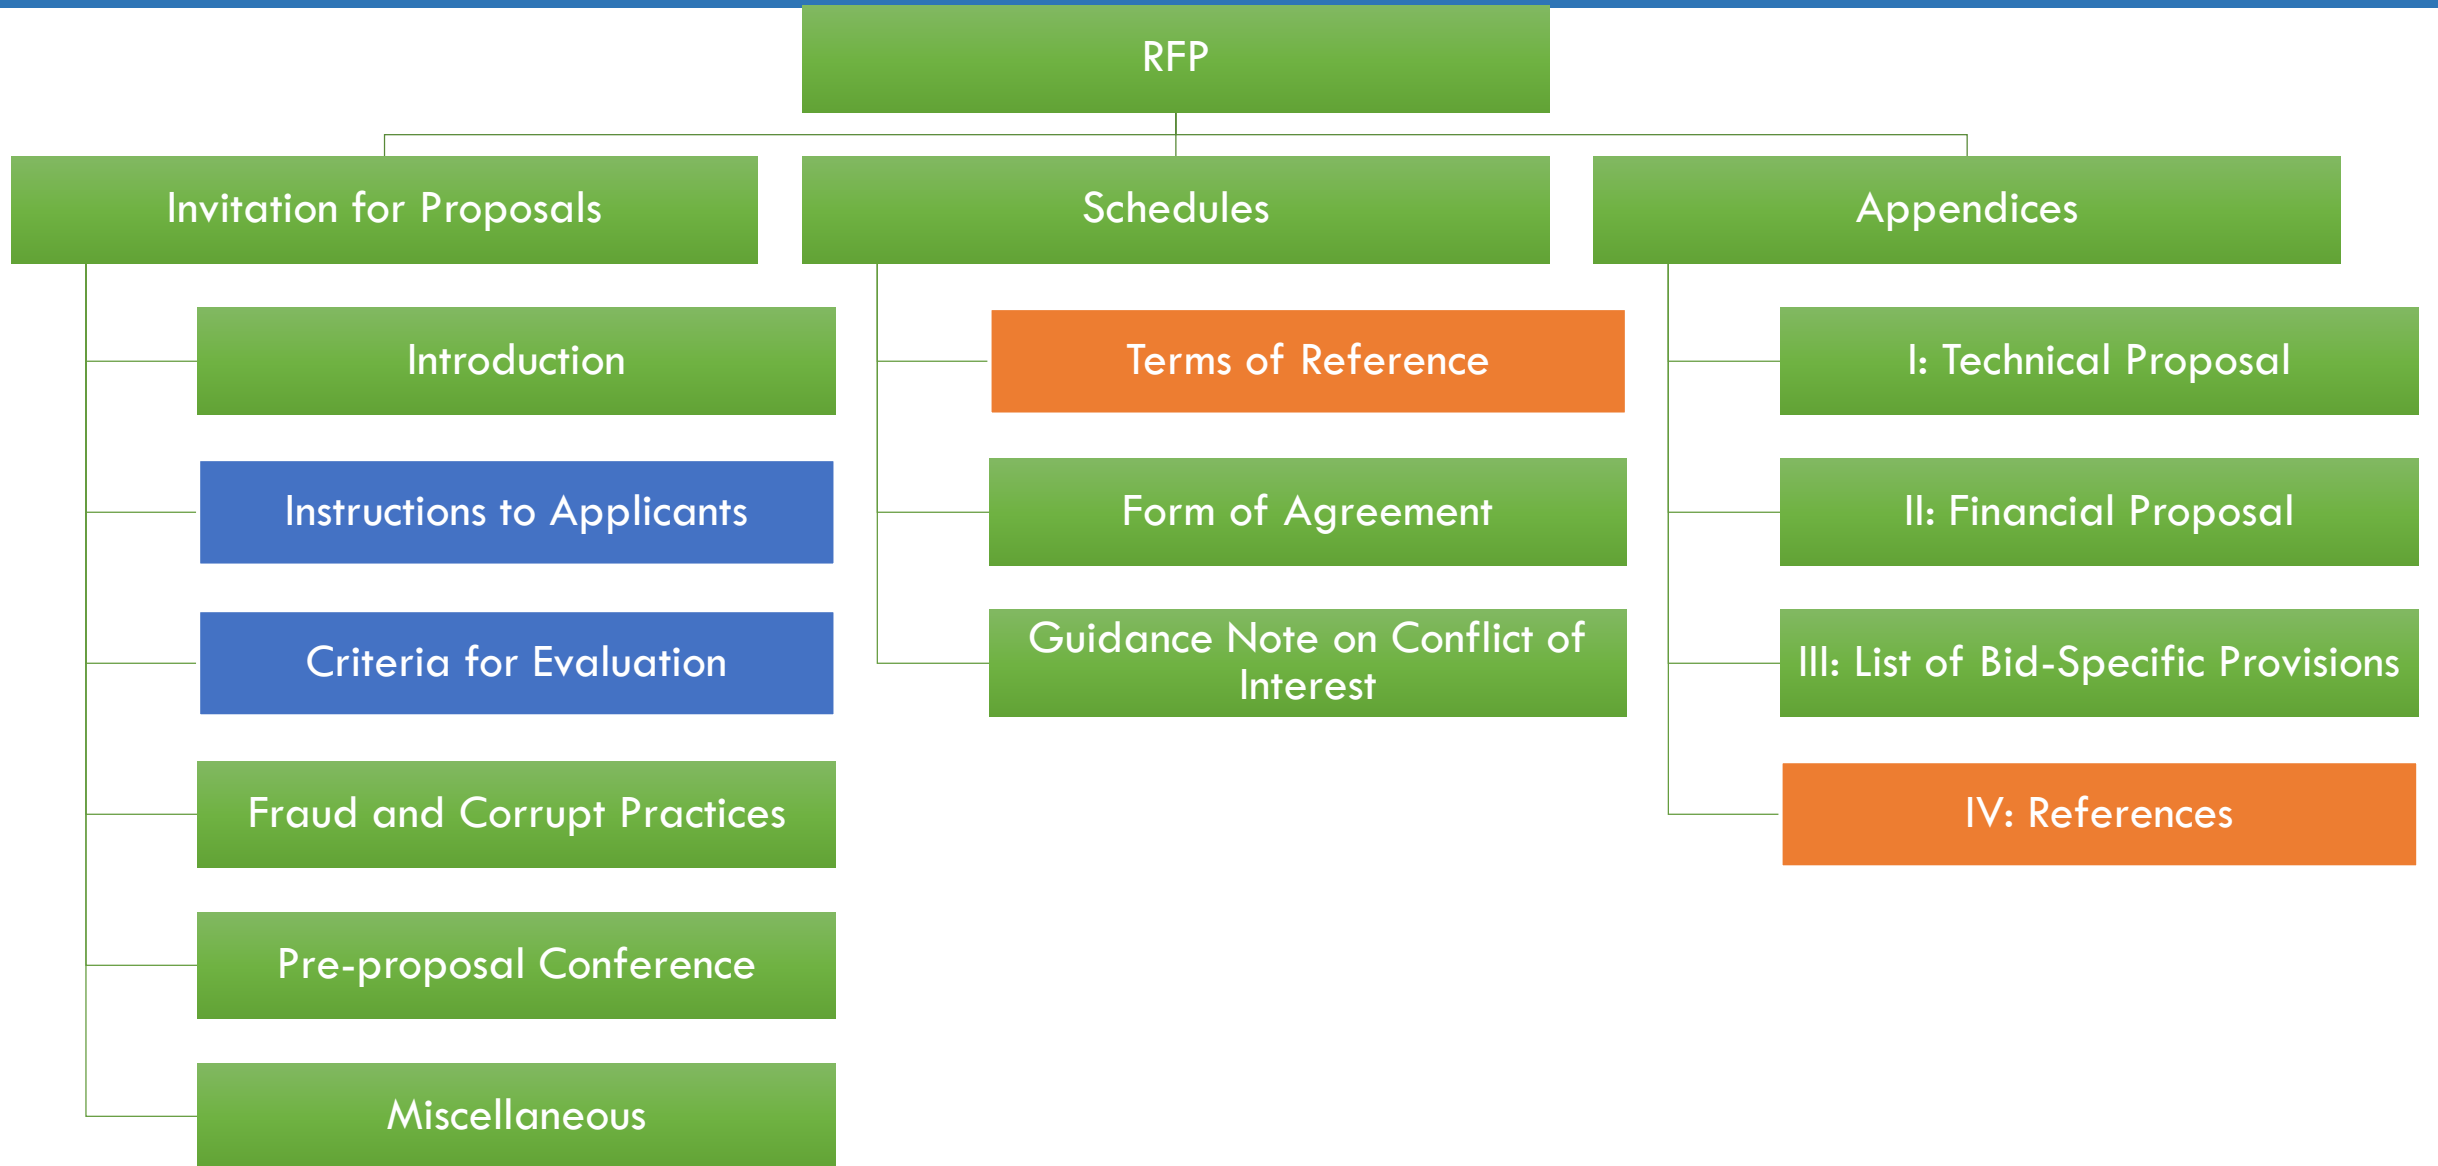 RFP
Invitation for Proposals
Introduction
Instructions to Applicants
Criteria for Evaluation
Fraud and Corrupt Practices
Pre-proposal Conference
Miscellaneous
Schedules
Terms of Reference
Form of Agreement
Guidance Note on Conflict of
Interest
Appendices
I: Technical Proposal
II: Financial Proposal
III: List of Bid-Specific Provisions
IV: References